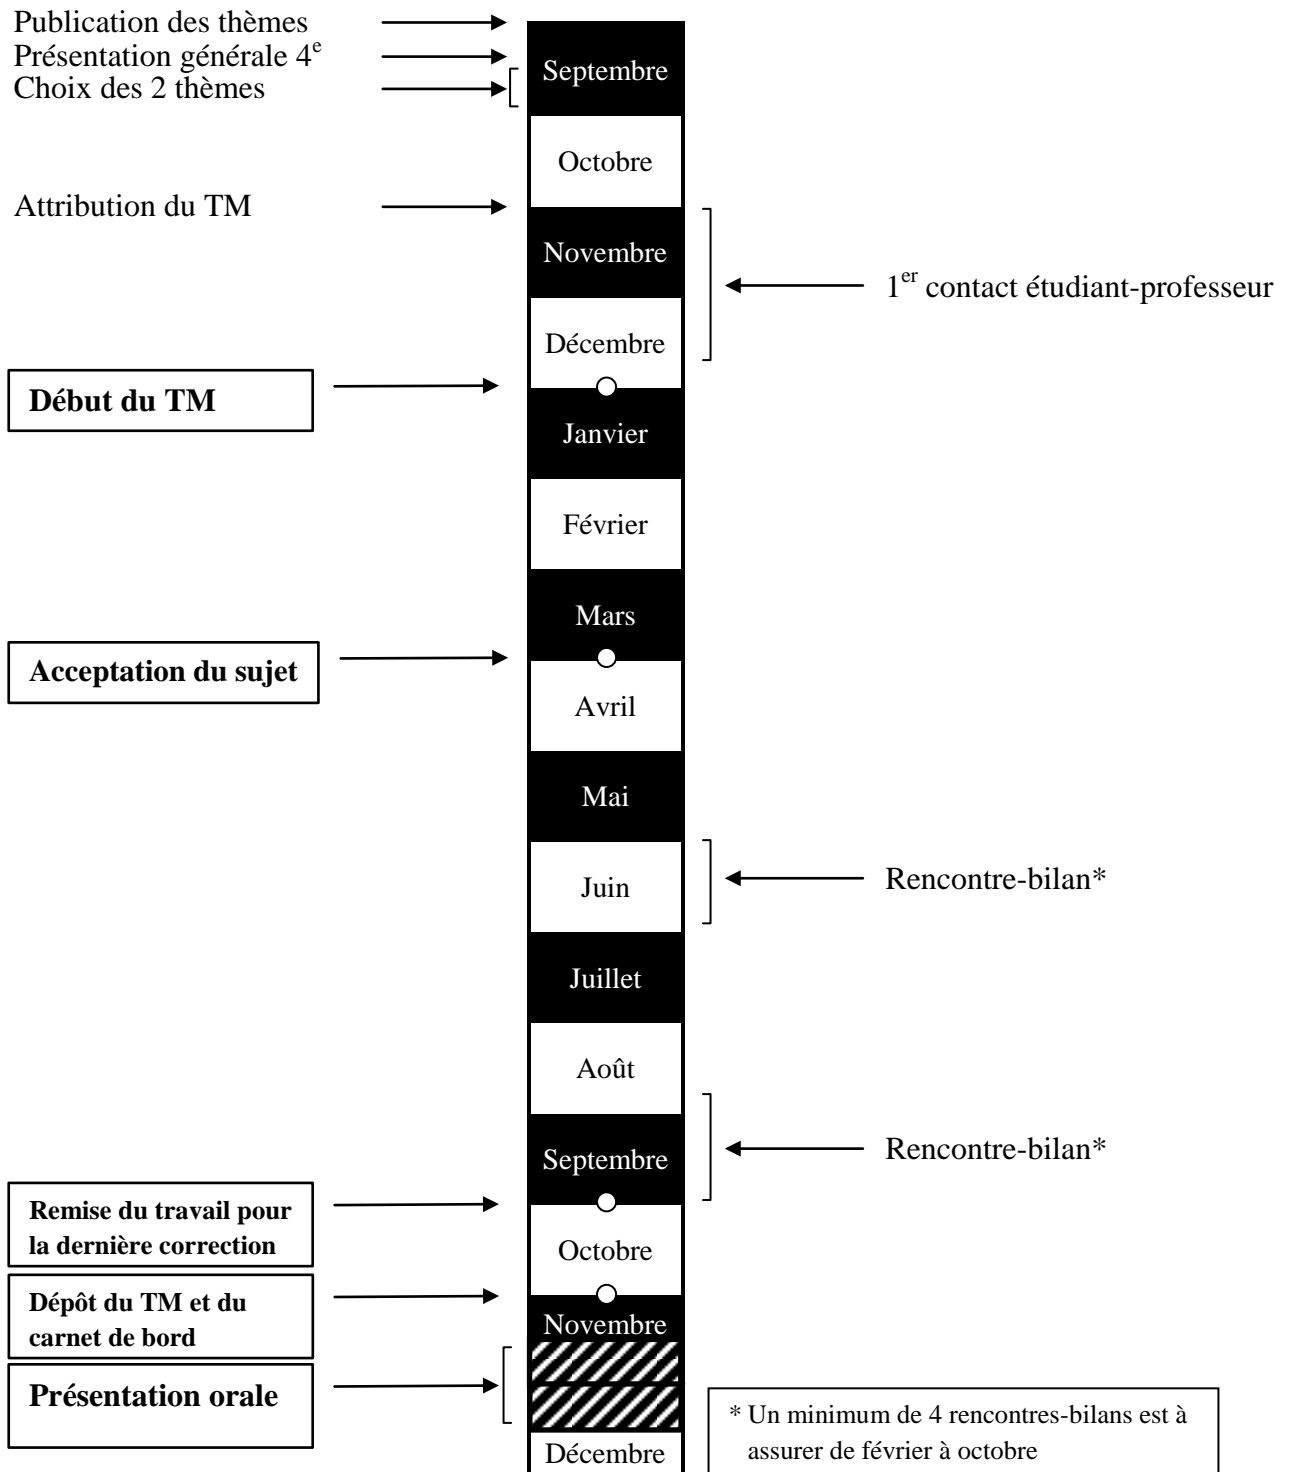 Publication des thèmes
Présentation générale 4e
Choix des 2 thèmes
Septembre
Octobre
Attribution du TM
Novembre
1er contact étudiant-professeur
Décembre
Début du TM
Janvier
Février
Mars
Acceptation du sujet
Avril
Mai
Juin
Rencontre-bilan*
Juillet
Août
Rencontre-bilan*
Septembre
Remise du travail pour
la dernière correction
Octobre
Dépôt du TM et du
carnet de bord
Novembre
Présentation orale
Décembre
* Un minimum de 4 rencontres-bilans est à
assurer de février à octobre